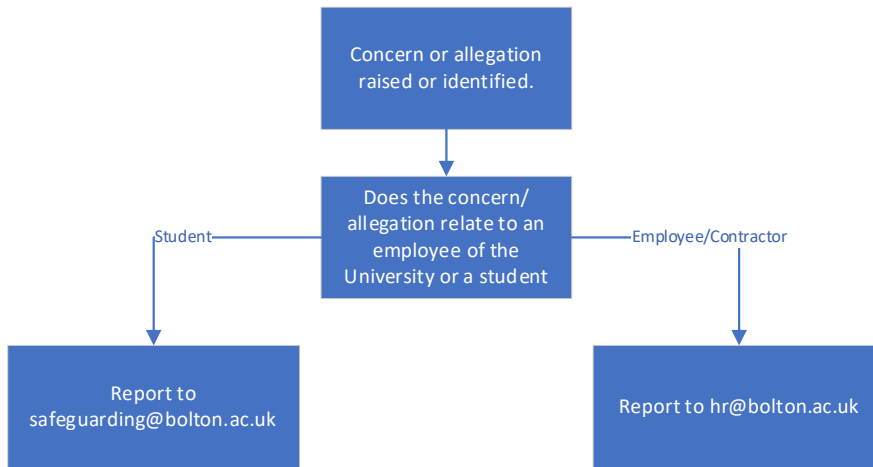 Concern or allegation
raised or identified.
Does the concern/
allegation relate to an
employee of the
University or a student
Student
Employee/Contractor
Report to
safeguarding@bolton.ac.uk
Report to hr@bolton.ac.uk